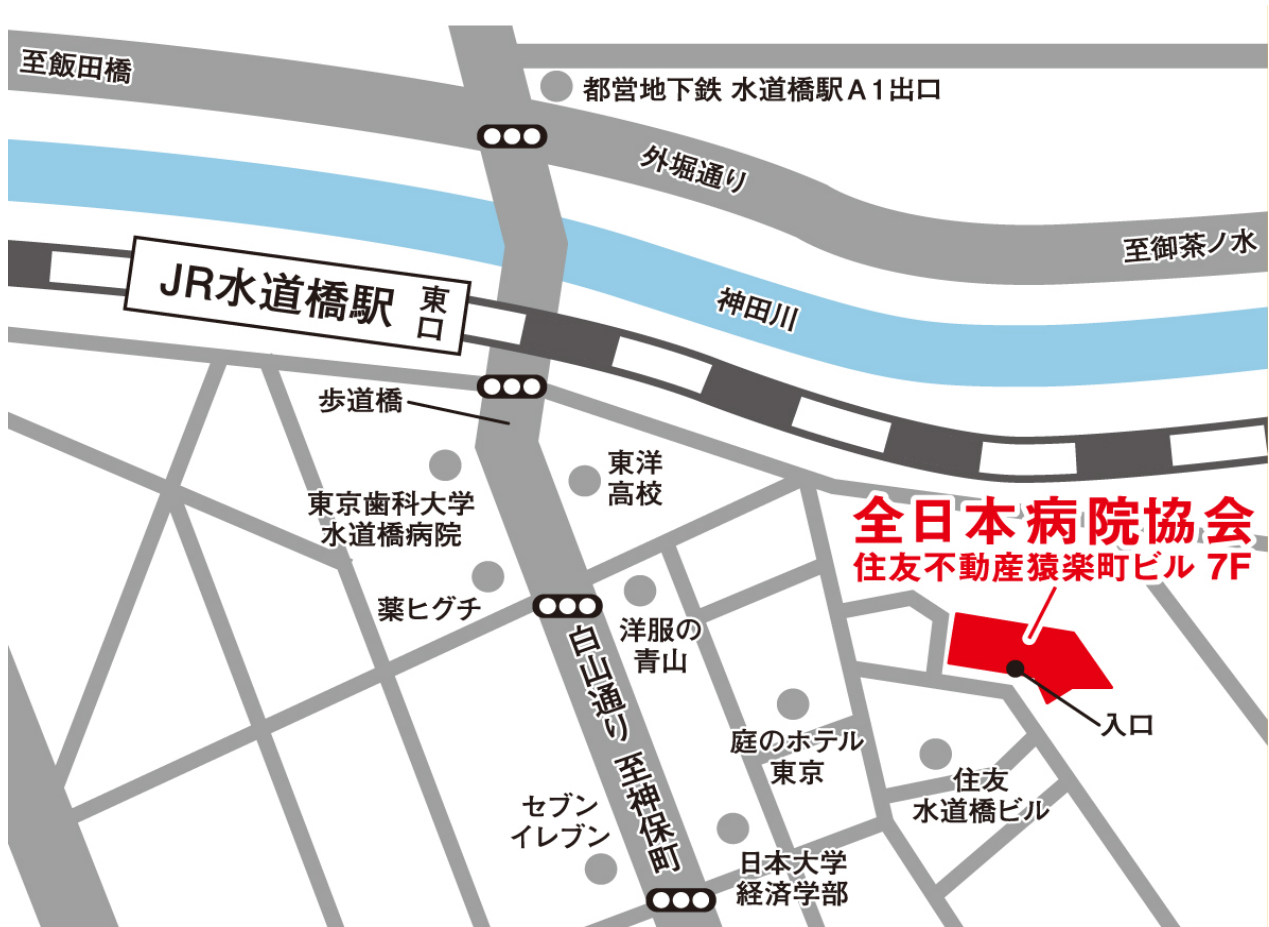 至飯田橋
都営地下鉄 水道橋駅A1出口
外堀通り
至御茶ノ水
JR水道橋駅 東口
神田川
歩道橋
東洋
高校
東京歯科大学
水道橋病院
全日本病院協会
住友不動産猿楽町ビル 7F
薬ヒグチ
洋服の
青山
白山通り 至神保町
入口
庭のホテル
東京
住友
水道橋ビル
セブン
イレブン
日本大学
経済学部